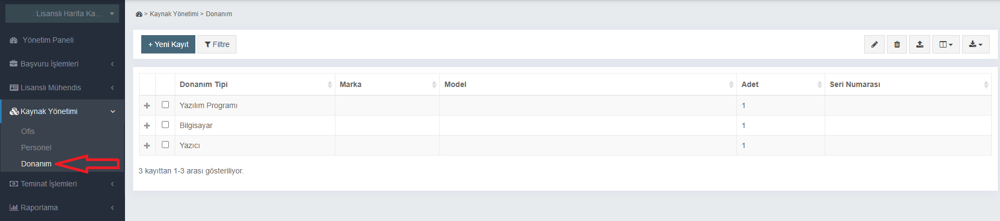 : Lisanslı Harita Ka...
Yönetim Paneli
Başvuru İşlemleri
Lisanslı Mühendis
Kaynak Yönetimi
Ofis
Personel
Donanım
Teminat İşlemleri
Raporlama
> Kaynak Yönetimi > Donanım
+ Yeni Kayıt
Filtre
Donanım Tipi Marka Model Adet Seri Numarası
Yazılım Programı 1
Bilgisayar 1
Yazıcı 1
3 kayıttan 1-3 arası gösteriliyor.